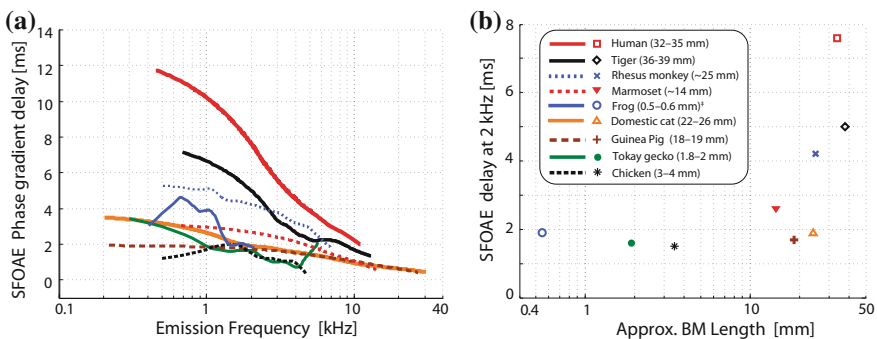 (a)
SFOAE Phase gradient delay [ms]
14
12
10
8
6
4
2
0
0.1
1
10
100
Emission Frequency [kHz]
(b)
SFOAE delay at 2 kHz [ms]
8
6
4
2
0
0.4
1
10
50
Approx. BM Length [mm]
Human (32–35 mm)
Tiger (36-39 mm)
Rhesus monkey (~25 mm)
Marmoset (~14 mm)
Frog (0.5–0.6 mm)‡
Domestic cat (22–26 mm)
Guinea Pig (18–19 mm)
Tokay gecko (1.8–2 mm)
Chicken (3–4 mm)